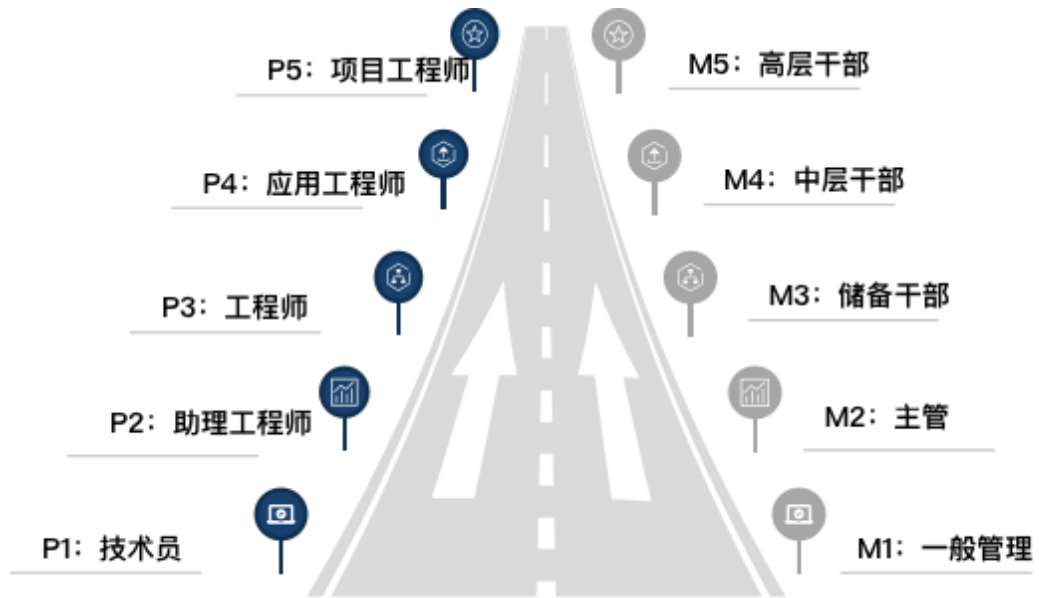 P5：项目工程师
M5：高层干部
P4：应用工程师
M4：中层干部
P3：工程师
M3：储备干部
P2：助理工程师
M2：主管
P1：技术员
M1：一般管理